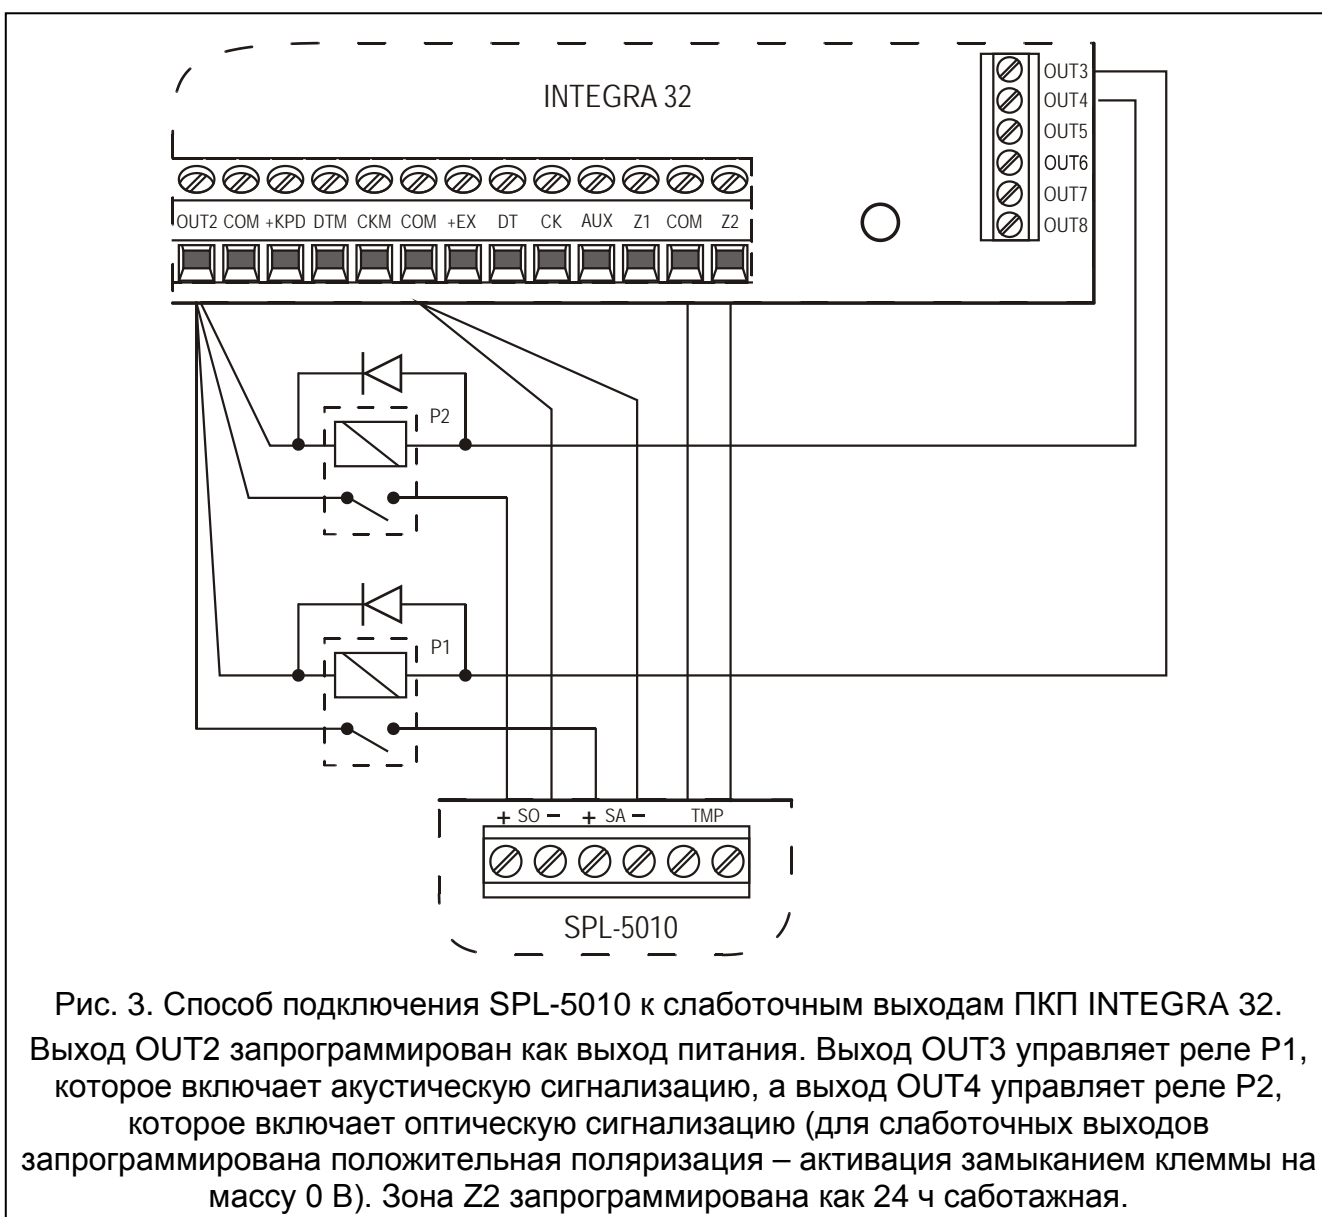 INTEGRA 32
OUT3
OUT4
OUT5
OUT6
OUT7
OUT8
OUT2 COM +KPD DTM CKM COM +EX DT CK AUX Z1 COM Z2
P2
P1
+ SO − + SA − TMP
SPL-5010
Рис. 3. Способ подключения SPL-5010 к слаботочным выходам ПКП INTEGRA 32.
Выход OUT2 запрограммирован как выход питания. Выход OUT3 управляет реле P1,
которое включает акустическую сигнализацию, а выход OUT4 управляет реле P2,
которое включает оптическую сигнализацию (для слаботочных выходов
запрограммирована положительная поляризация – активация замыканием клеммы на
массу 0 В). Зона Z2 запрограммирована как 24 ч саботажная.